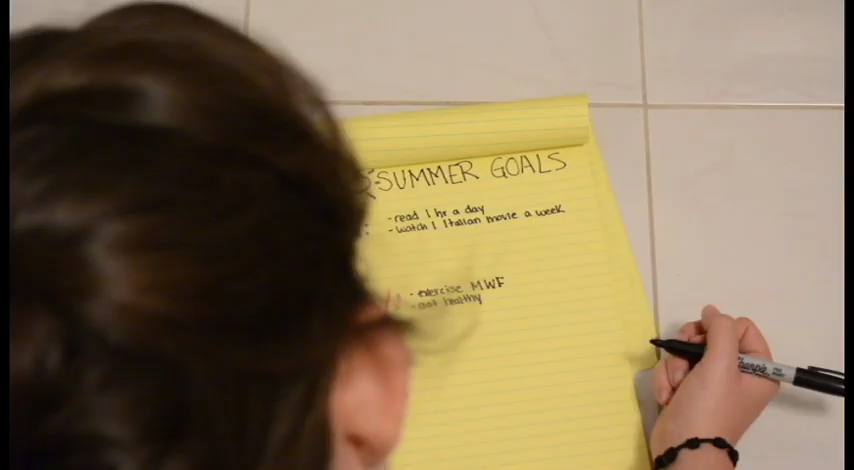 SUMMER GOALS
- read 1 hr a day
- watch 1 Italian movie a week
- exercise MWF
- eat healthy
Sharpie